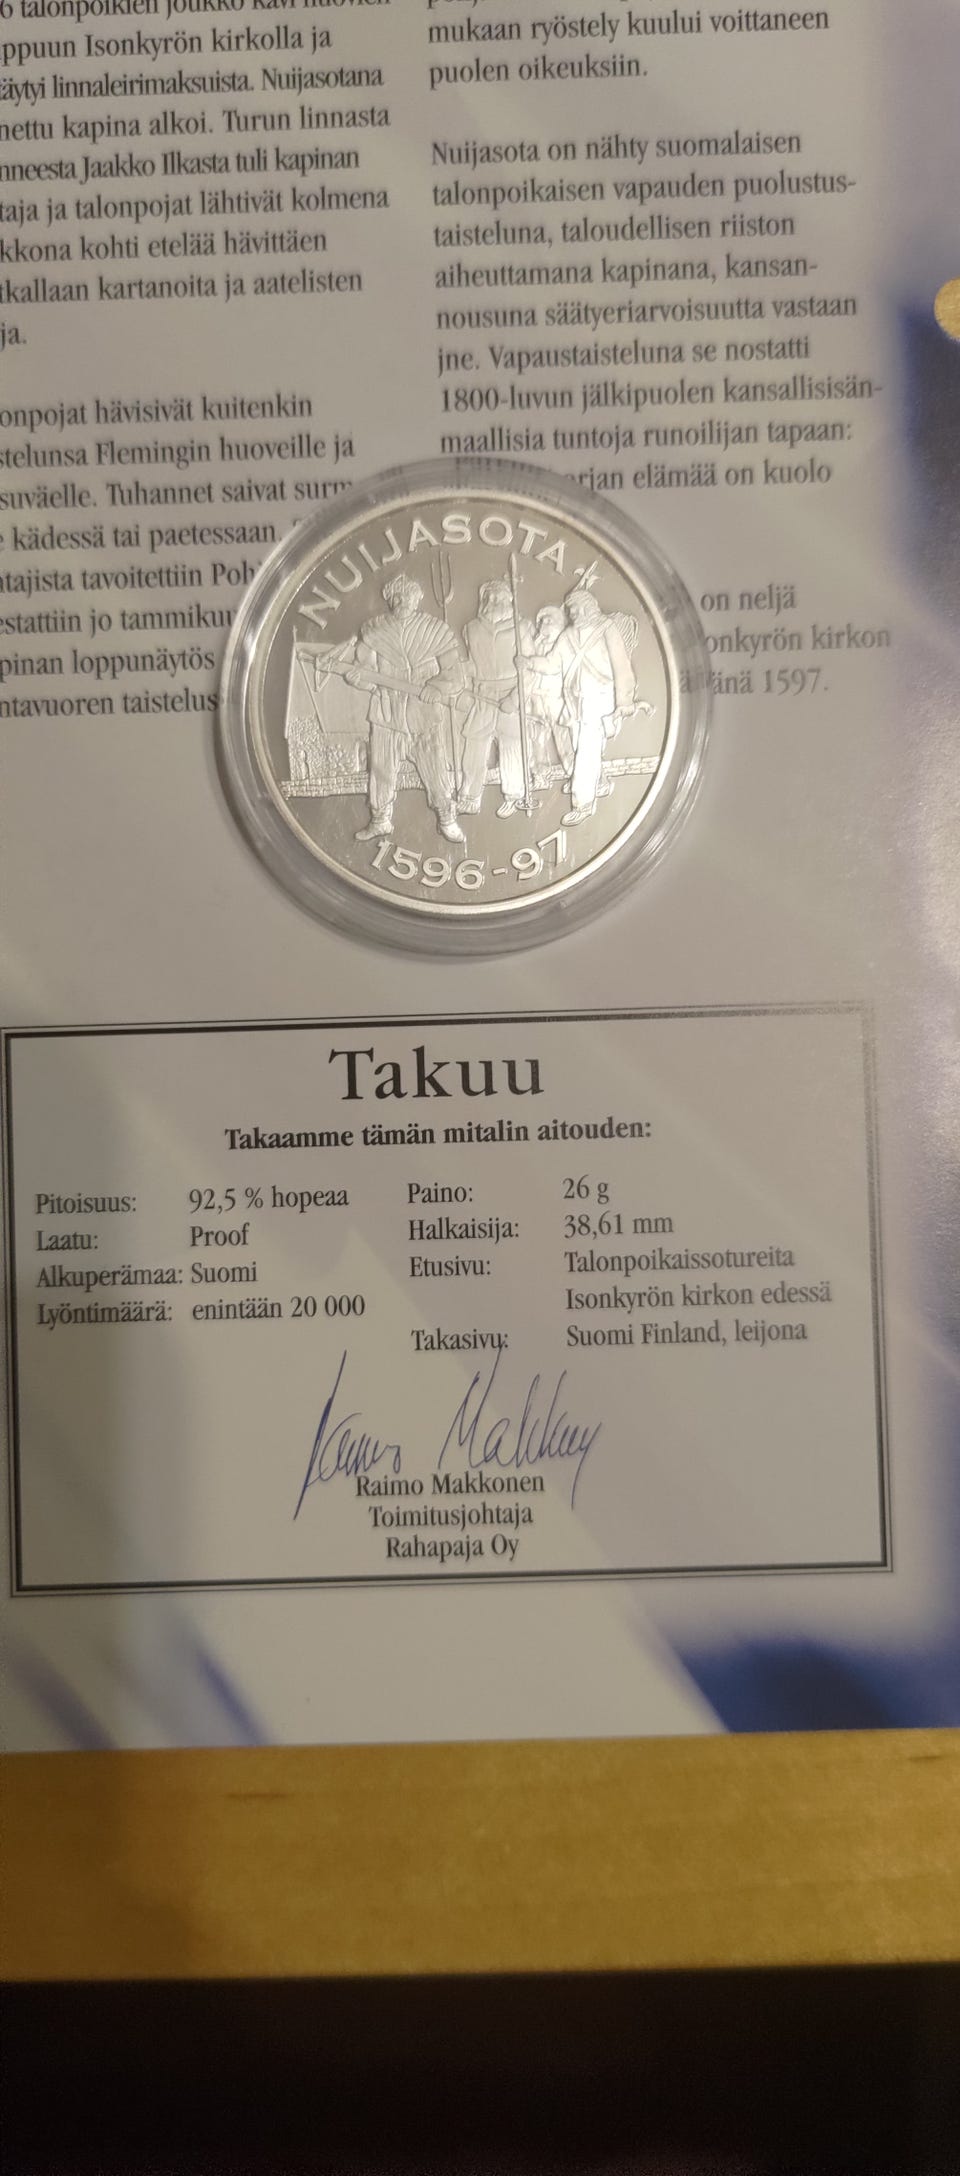 6 talonpoikien joukko kävi huovien
ppuun Isonkyrön kirkolla ja
äytyi linnaleirimaksuista. Nuijasotana
nettu kapina alkoi. Turun linnasta
nneesta Jaakko Ilkasta tuli kapinan
taja ja talonpojat lähtivät kolmena
kkona kohti etelää hävittäen
tkallaan kartanoita ja aatelisten
ja.
onpojat hävisivät kuitenkin
stelunsa Flemingin huoveille ja
suväelle. Tuhannet saivat surm
kädessä tai paetessaan.
tajista tavoitettiin Poh
estattiin jo tammikuu
pinan loppunäytös
ntavuoren taistelus
mukaan ryöstely kuului voittaneen
puolen oikeuksiin.
Nuijasota on nähty suomalaisen
talonpoikaisen vapauden puolustus-
taisteluna, taloudellisen riiston
aiheuttamana kapinana, kansan-
nousuna säätyeriarvoisuutta vastaan
jne. Vapaustaisteluna se nostatti
1800-luvun jälkipuolen kansallisisän-
maallisia tuntoja runoilijan tapaan:
orjan elämää on kuolo
on neljä
onkyrön kirkon
änä 1597.
NUIJASOTA
1596-97
Takuu
Takaamme tämän mitalin aitouden:
Pitoisuus: 92,5 % hopeaa
Laatu: Proof
Alkuperämaa: Suomi
Lyöntimäärä: enintään 20 000
Paino: 26 g
Halkaisija: 38,61 mm
Etusivu: Talonpoikaissotureita
Isonkyrön kirkon edessä
Takasivu: Suomi Finland, leijona
Raimo Makkonen
Toimitusjohtaja
Rahapaja Oy